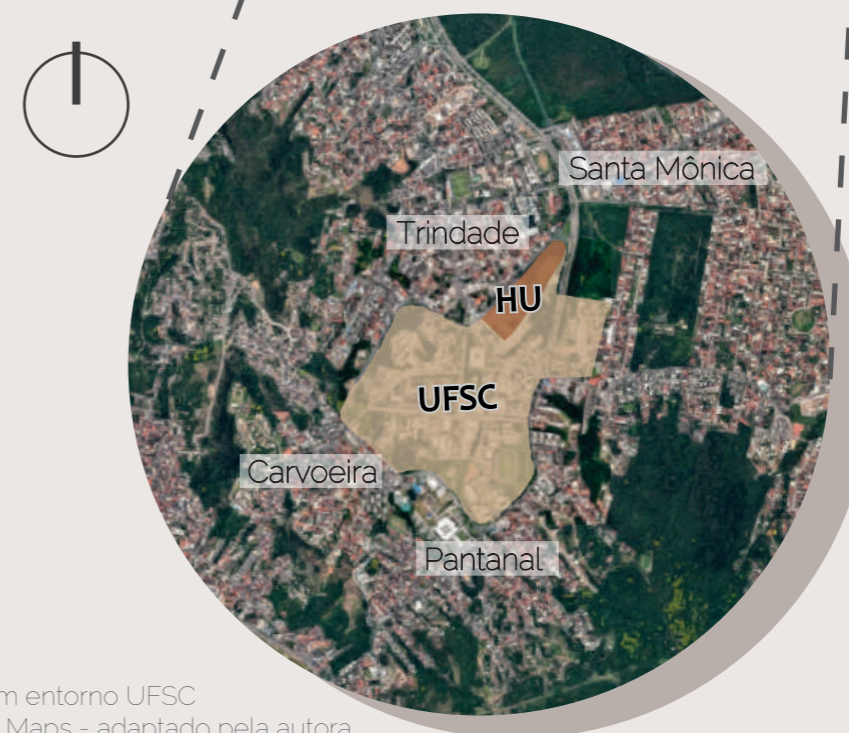 Santa Mônica
Trindade
HU
UFSC
Carvoeira
Pantanal
entorno UFSC
Maps - adaptado pela autora